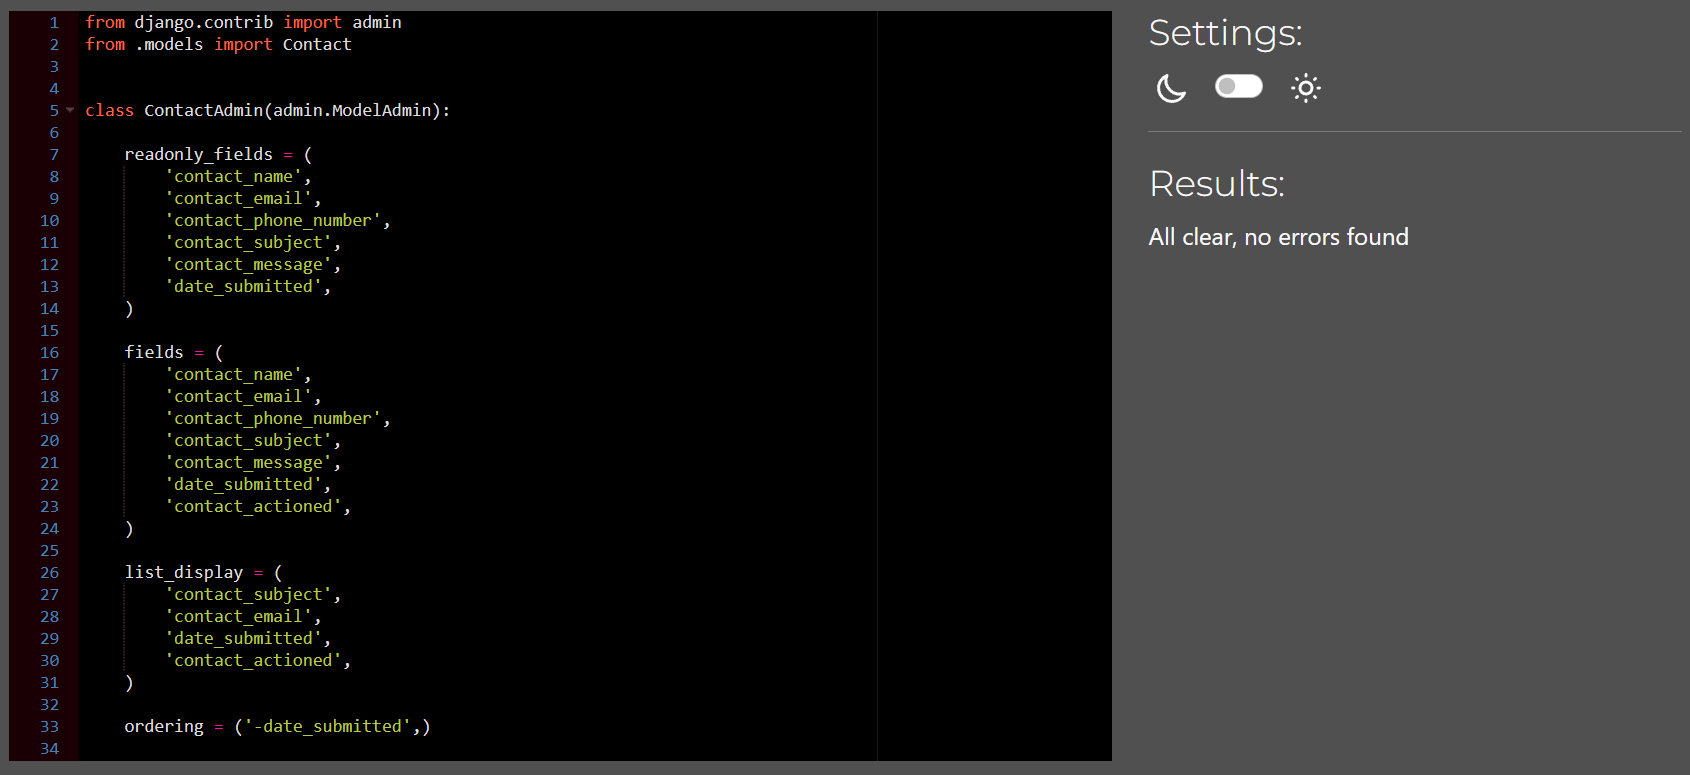 1 from django.contrib import admin
2 from .models import Contact
3
4
5 class ContactAdmin(admin.ModelAdmin):
6
7     readonly_fields = (
8         'contact_name',
9         'contact_email',
10         'contact_phone_number',
11         'contact_subject',
12         'contact_message',
13         'date_submitted',
14     )
15
16     fields = (
17         'contact_name',
18         'contact_email',
19         'contact_phone_number',
20         'contact_subject',
21         'contact_message',
22         'date_submitted',
23         'contact_actioned',
24     )
25
26     list_display = (
27         'contact_subject',
28         'contact_email',
29         'date_submitted',
30         'contact_actioned',
31     )
32
33     ordering = ('-date_submitted',)
34
Settings:
Results:
All clear, no errors found